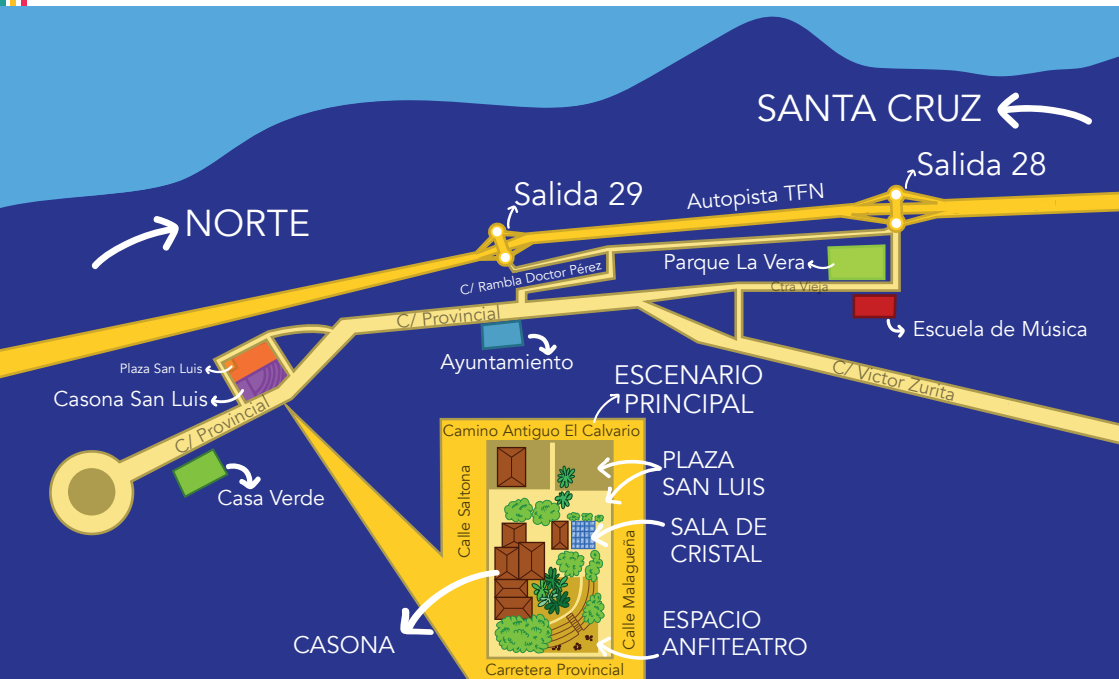 SANTA CRUZ
Salida 28
Salida 29
Autopista TFN
NORTE
Parque La Vera
C/ Rambla Doctor Pérez
Ctra Vieja
C/ Provincial
Escuela de Música
Ayuntamiento
Plaza San Luis
Casona San Luis
C/ Victor Zurita
C/ Provincial
Casa Verde
ESCENARIO
PRINCIPAL
Camino Antiguo El Calvario
PLAZA
SAN LUIS
Calle Saltona
SALA DE
CRISTAL
Calle Malagueña
CASONA
ESPACIO
ANFITEATRO
Carretera Provincial